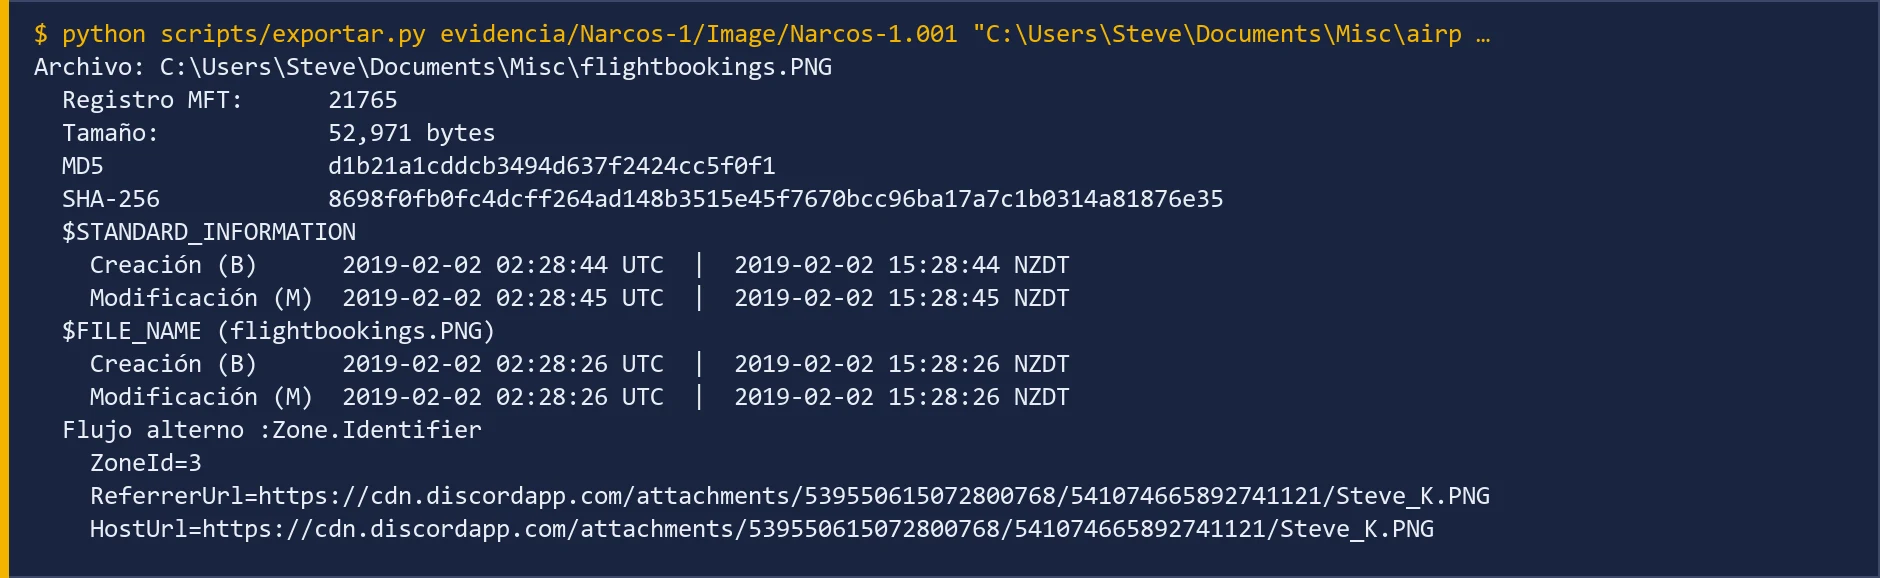 $ python scripts/exportar.py evidencia/Narcos-1/Image/Narcos-1.001 "C:\Users\Steve\Documents\Misc\airp …
Archivo: C:\Users\Steve\Documents\Misc\flightbookings.PNG
Registro MFT: 21765
Tamaño: 52,971 bytes
MD5 d1b21a1cddcb3494d637f2424cc5f0f1
SHA-256 8698f0fb0fc4dcff264ad148b3515e45f7670bcc96ba17a7c1b0314a81876e35
$STANDARD_INFORMATION
Creación (B) 2019-02-02 02:28:44 UTC | 2019-02-02 15:28:44 NZDT
Modificación (M) 2019-02-02 02:28:45 UTC | 2019-02-02 15:28:45 NZDT
$FILE_NAME (flightbookings.PNG)
Creación (B) 2019-02-02 02:28:26 UTC | 2019-02-02 15:28:26 NZDT
Modificación (M) 2019-02-02 02:28:26 UTC | 2019-02-02 15:28:26 NZDT
Flujo alterno :Zone.Identifier
ZoneId=3
ReferrerUrl=https://cdn.discordapp.com/attachments/539550615072800768/541074665892741121/Steve_K.PNG
HostUrl=https://cdn.discordapp.com/attachments/539550615072800768/541074665892741121/Steve_K.PNG